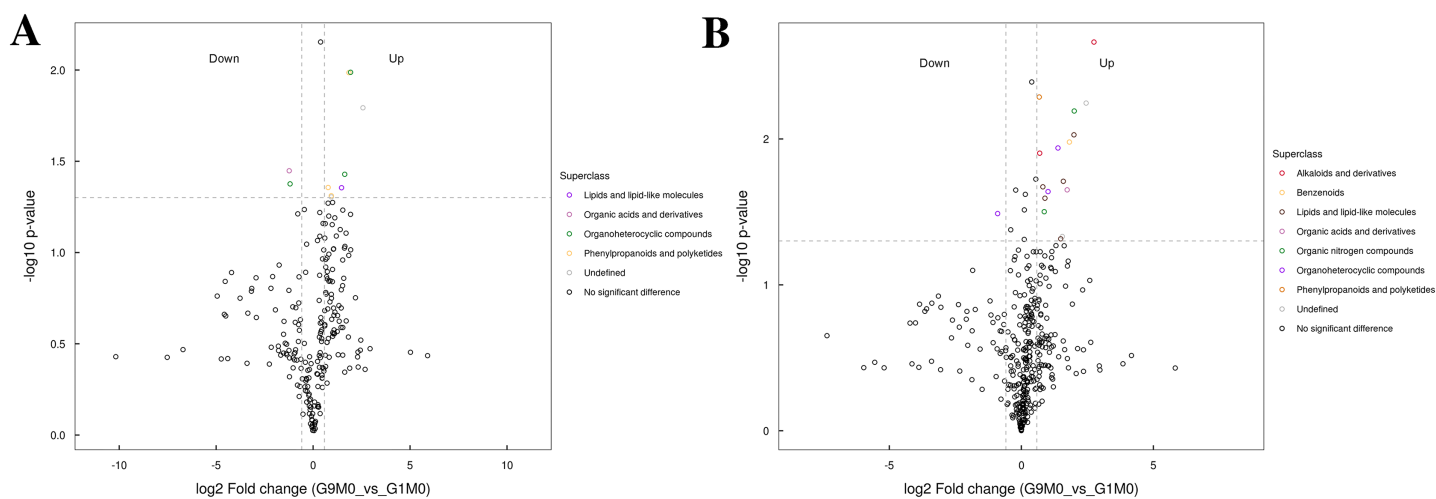 A
Down
Up
2.0
1.5
1.0
0.5
0.0
-log10 p-value
-10
-5
0
5
10
log2 Fold change (G9M0_vs_G1M0)
Superclass
Lipids and lipid-like molecules
Organic acids and derivatives
Organoheterocyclic compounds
Phenylpropanoids and polyketides
Undefined
No significant difference
B
Down
Up
2
1
0
-log10 p-value
-5
0
5
log2 Fold change (G9M0_vs_G1M0)
Superclass
Alkaloids and derivatives
Benzenoids
Lipids and lipid-like molecules
Organic acids and derivatives
Organic nitrogen compounds
Organoheterocyclic compounds
Phenylpropanoids and polyketides
Undefined
No significant difference